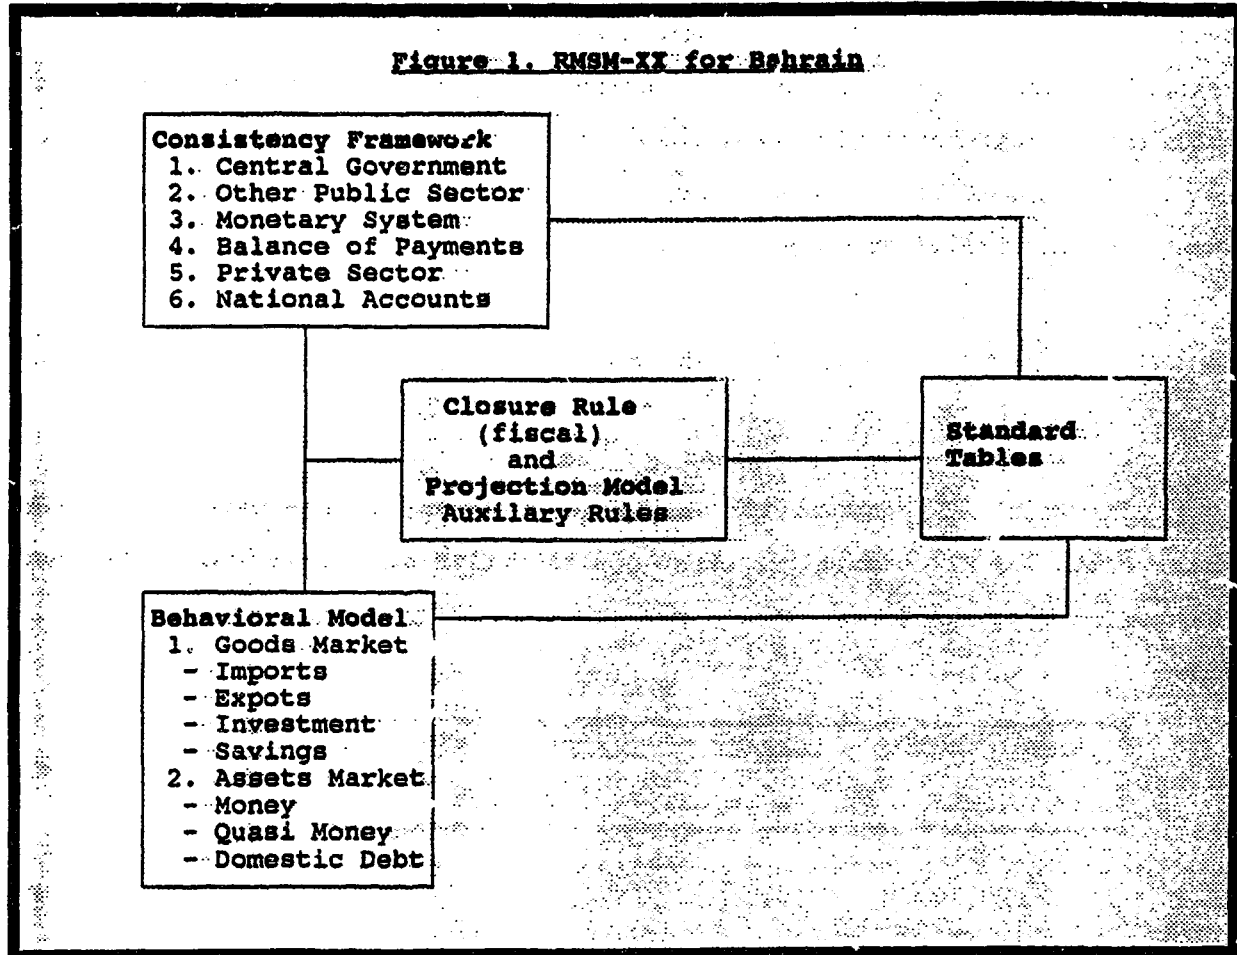 Figure 1. RMSM-XX for Bahrain
Consistency Framework
1. Central Government
2. Other Public Sector
3. Monetary System
4. Balance of Payments
5. Private Sector
6. National Accounts
Closure Rule
(fiscal)
and
Projection Model
Auxilary Rules
Standard
Tables
Behavioral Model
1. Goods Market
- Imports
- Expots
- Investment
- Savings
2. Assets Market
- Money
- Quasi Money
- Domestic Debt